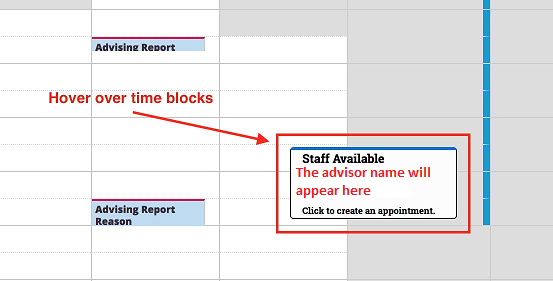 Advising Report
Hover over time blocks
Staff Available
The advisor name will
appear here
Click to create an appointment.
Advising Report
Reason